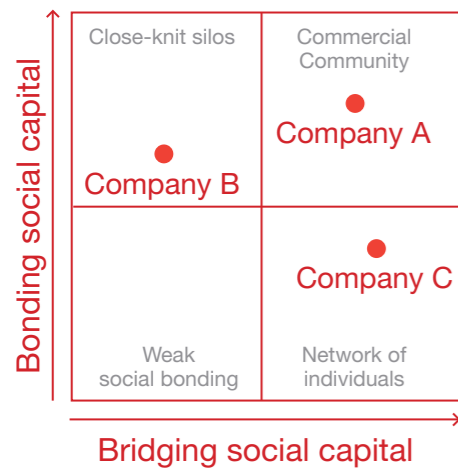 Close-knit silos
Commercial
Community
Company A
Company B
Company C
Weak
social bonding
Network of
individuals
Bonding social capital
Bridging social capital